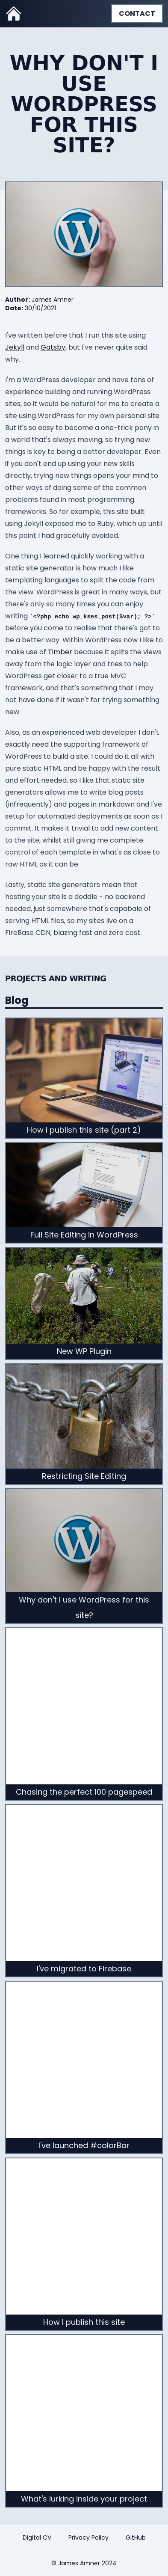 CONTACT
WHY DON'T I
USE
WORDPRESS
FOR THIS
SITE?
Author: James Amner
Date: 30/10/2021
I've written before that I run this site using
Jekyll and Gatsby, but I've never quite said
why.
I'm a WordPress developer and have tons of
experience building and running WordPress
sites, so it would be natural for me to create a
site using WordPress for my own personal site.
But it's so easy to become a one-trick pony in
a world that's always moving, so trying new
things is key to being a better developer. Even
if you don't end up using your new skills
directly, trying new things opens your mind to
other ways of doing some of the common
problems found in most programming
frameworks. So for example, this site built
using Jekyll exposed me to Ruby, which up until
this point I had gracefully avoided.
One thing I learned quickly working with a
static site generator is how much I like
templating languages to split the code from
the view. WordPress is great in many ways, but
there's only so many times you can enjoy
writing `<?php echo wp_kses_post($var); ?>`
before you come to realise that there's got to
be a better way. Within WordPress now I like to
make use of Timber because it splits the views
away from the logic layer and tries to help
WordPress get closer to a true MVC
framework, and that's something that I may
not have done if it wasn't for trying something
new.
Also, as an experienced web developer I don't
exactly need the supporting framework of
WordPress to build a site. I could do it all with
pure static HTML and be happy with the result
and effort needed, so I like that static site
generators allows me to write blog posts
(infrequently) and pages in markdown and I've
setup for automated deployments as soon as I
commit. It makes it trivial to add new content
to the site, whilst still giving me complete
control of each template in what's as close to
raw HTML as it can be.
Lastly, static site generators mean that
hosting your site is a doddle - no backend
needed, just somewhere that's capable of
serving HTML files, so my sites live on a
FireBase CDN, blazing fast and zero cost.
PROJECTS AND WRITING
Blog
How I publish this site (part 2)
Full Site Editing in WordPress
New WP Plugin
Restricting Site Editing
Why don't I use WordPress for this
site?
Chasing the perfect 100 pagespeed
I've migrated to Firebase
I've launched #colorBar
How I publish this site
What's lurking inside your project
Digital CV
Privacy Policy
GitHub
© James Amner 2024